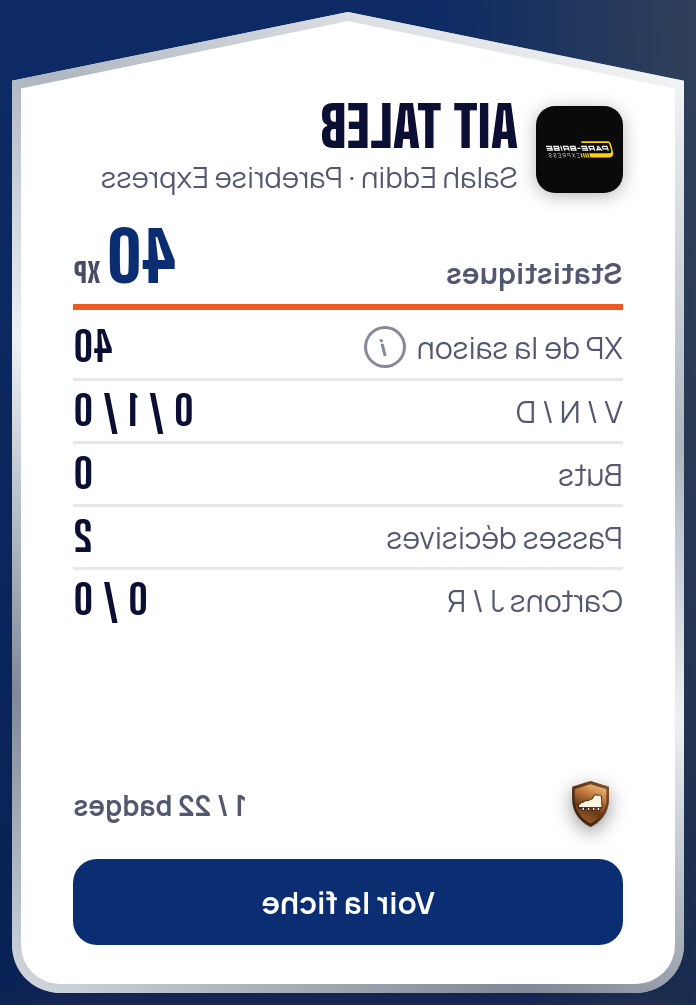 PARE-BRISE
EXPRESS
AIT TALEB
Salah Eddin · Parebrise Express
Statistiques 40 XP
XP de la saison i 40
V / N / D 0 / 1 / 0
Buts 0
Passes décisives 2
Cartons J / R 0 / 0
1 / 22 badges
Voir la fiche